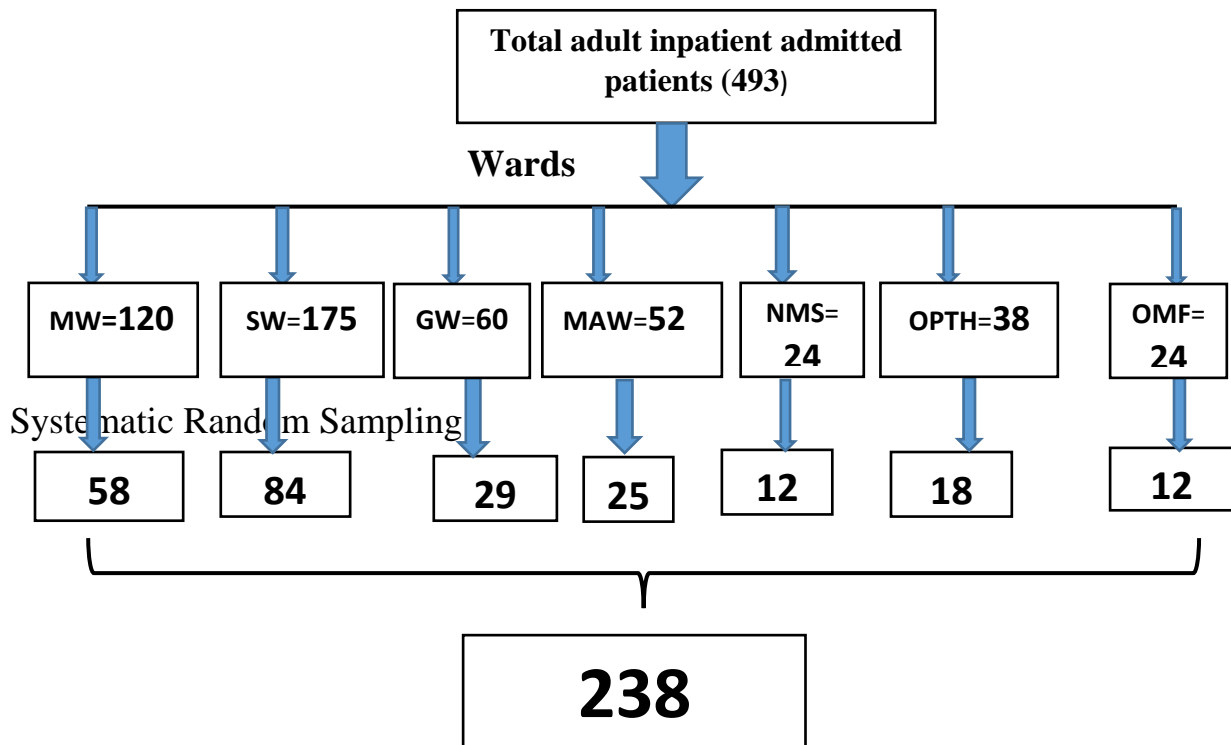 Total adult inpatient admitted
patients (493)
Wards
MW=120
SW=175
GW=60
MAW=52
NMS=
24
OPTH=38
OMF=
24
Systematic Random Sampling
58
84
29
25
12
18
12
238